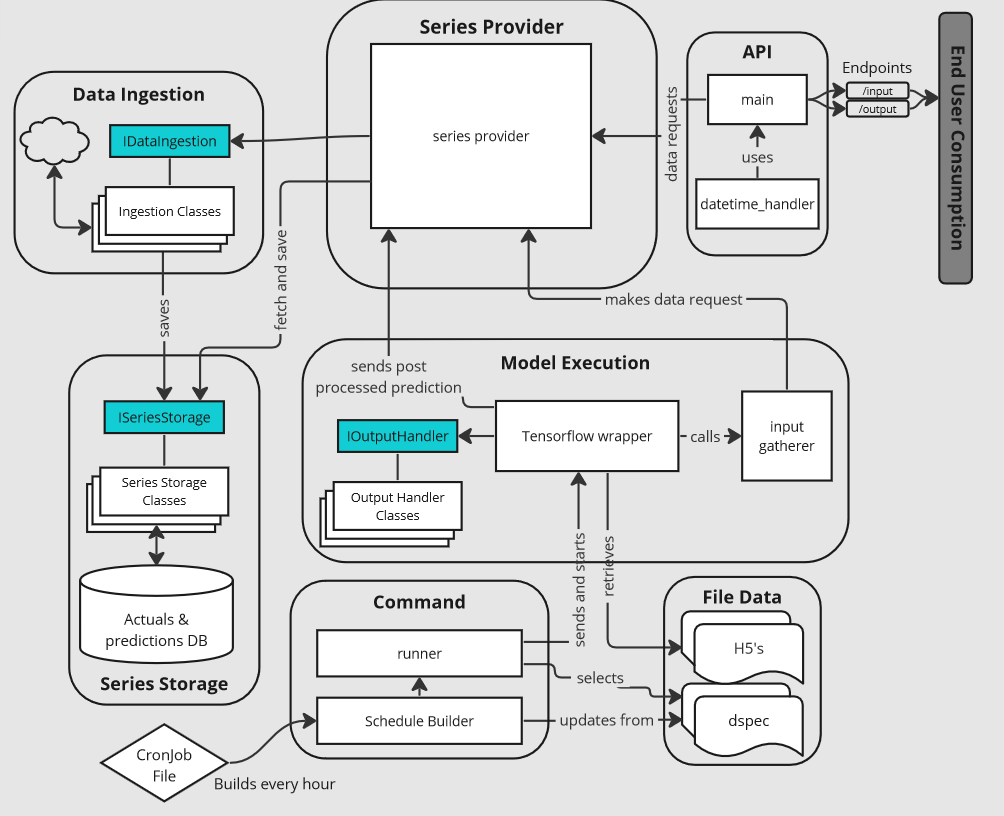 Series Provider
series provider
API
main
uses
datetime_handler
Endpoints
/input
/output
End User Consumption
Data Ingestion
IDataIngestion
Ingestion Classes
data requests
fetch and save
saves
makes data request
sends post
processed prediction
Model Execution
ISeriesStorage
Series Storage
Classes
Actuals &
predictions DB
Series Storage
IOutputHandler
Output Handler
Classes
Tensorflow wrapper
calls
input
gatherer
sends and starts
retrieves
Command
runner
Schedule Builder
selects
updates from
File Data
H5's
dspec
CronJob
File
Builds every hour